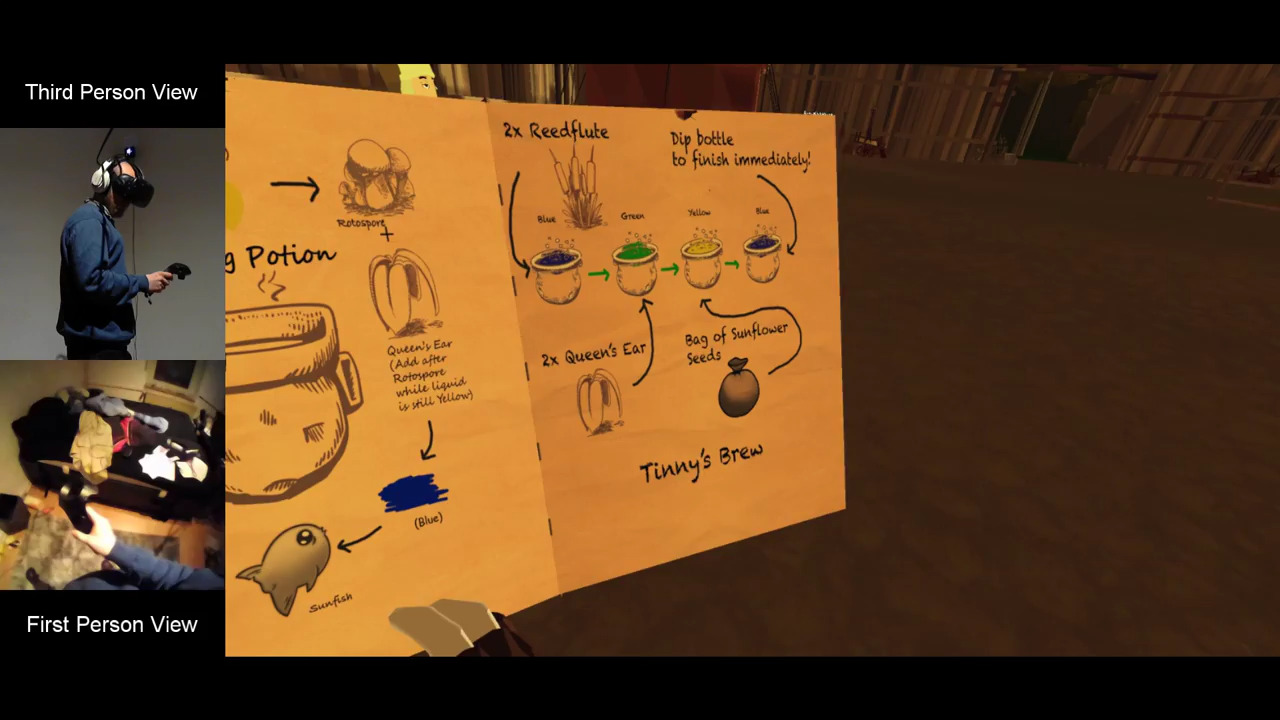 Third Person View
First Person View
Rotospore
+
g Potion
Queen's Ear
(Add after
Rotospore
while liquid
is still Yellow)
(Blue)
Sunfish
2x Reedflute
Dip bottle
to finish immediately!
Blue
Green
Yellow
Blue
2x Queen's Ear
Bag of Sunflower
Seeds
Tinny's Brew